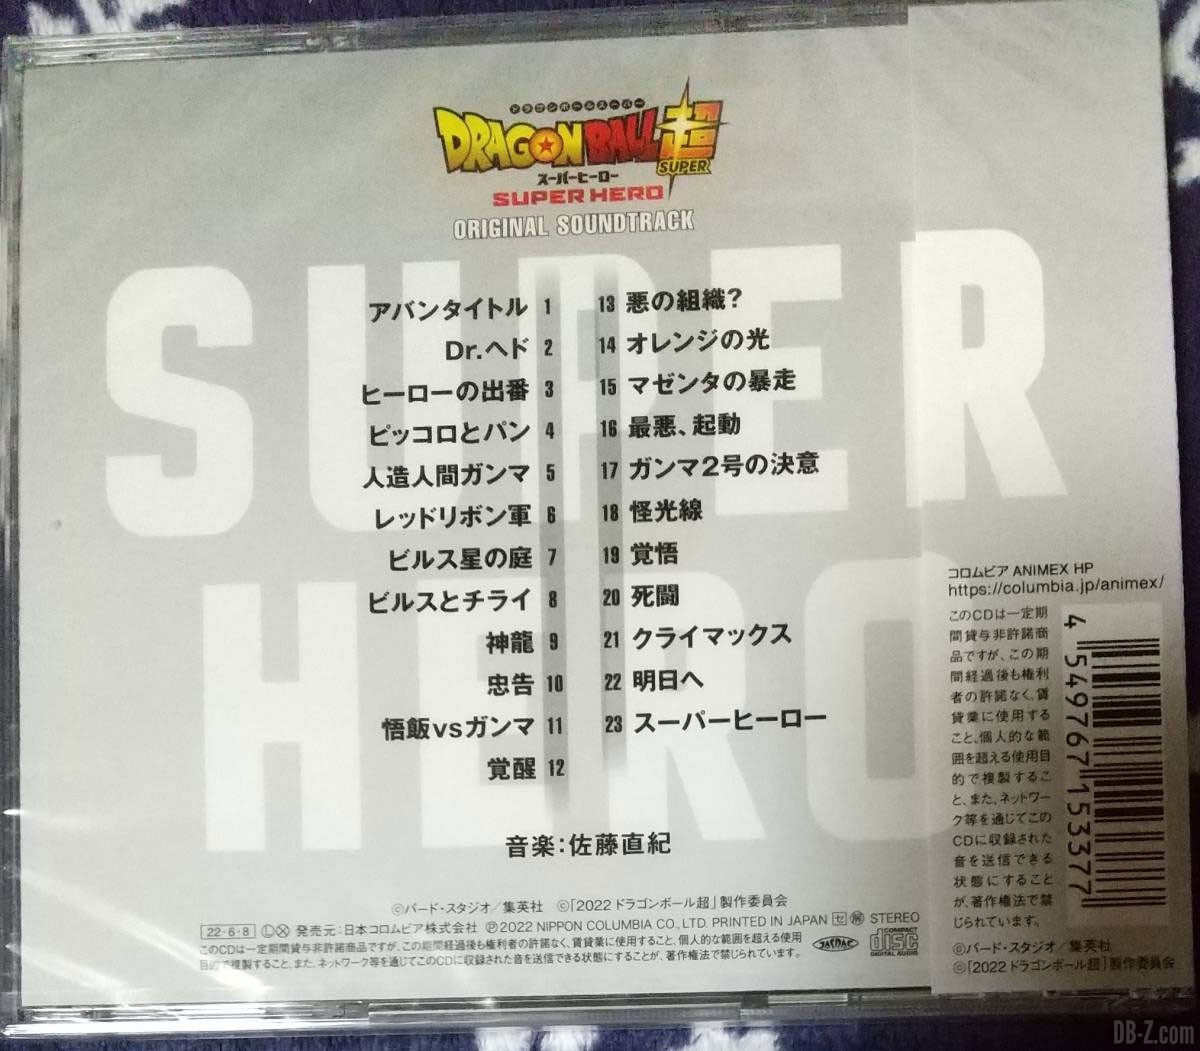 ドラゴンボールスーパー
DRAGON BALL超
SUPER
スーパーヒーロー
SUPER HERO
ORIGINAL SOUNDTRACK
SUPER
HERO
アバンタイトル 1
Dr.ヘド 2
ヒーローの出番 3
ピッコロとパン 4
人造人間ガンマ 5
レッドリボン軍 6
ビルス星の庭 7
ビルスとチライ 8
神龍 9
忠告 10
悟飯vsガンマ 11
覚醒 12
13 悪の組織?
14 オレンジの光
15 マゼンタの暴走
16 最悪、起動
17 ガンマ2号の決意
18 怪光線
19 覚悟
20 死闘
21 クライマックス
22 明日へ
23 スーパーヒーロー
音楽:佐藤直紀
©バード・スタジオ/集英社 ©「2022 ドラゴンボール超」製作委員会
22・6・8 Ⓛ Ⓧ 発売元:日本コロムビア株式会社 ℗2022 NIPPON COLUMBIA CO., LTD. PRINTED IN JAPAN STEREO
このCDは一定期間貸与非許諾商品ですが、この期間経過後も権利者の許諾なく、賃貸業に使用すること、個人的な範囲を超える使用
目的で複製すること、また、ネットワーク等を通じてこのCDに収録された音を送信できる状態にすることが、著作権法で禁じられています。
JASRAC
COMPACT
disc
DIGITAL AUDIO
コロムビア ANIMEX HP
https://columbia.jp/animex/
このCDは一定期
間貸与非許諾商
品ですが、この期
間経過後も権利
者の許諾なく、賃
貸業に使用する
こと、個人的な範
囲を超える使用目
的で複製するこ
と、また、ネットワー
ク等を通じてこの
CDに収録された
音を送信できる
状態にすること
が、著作権法で禁
じられています。
4 549767 153377
©バード・スタジオ/集英社
©「2022 ドラゴンボール超」製作委員会
DB-Z.com